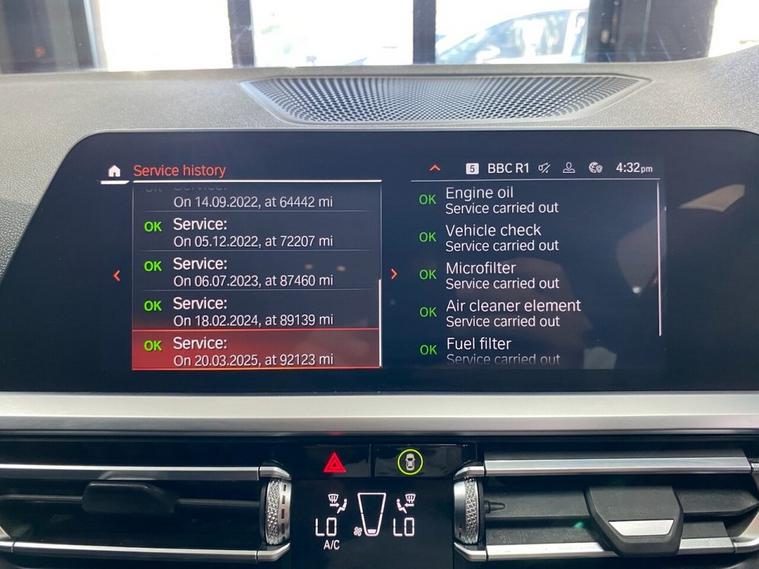 Service history
5 BBC R1 4:32pm
Service:
On 14.09.2022, at 64442 mi
OK Service:
On 05.12.2022, at 72207 mi
OK Service:
On 06.07.2023, at 87460 mi
OK Service:
On 18.02.2024, at 89139 mi
OK Service:
On 20.03.2025, at 92123 mi
OK Engine oil
Service carried out
OK Vehicle check
Service carried out
OK Microfilter
Service carried out
OK Air cleaner element
Service carried out
OK Fuel filter
Service carried out
LO LO
A/C